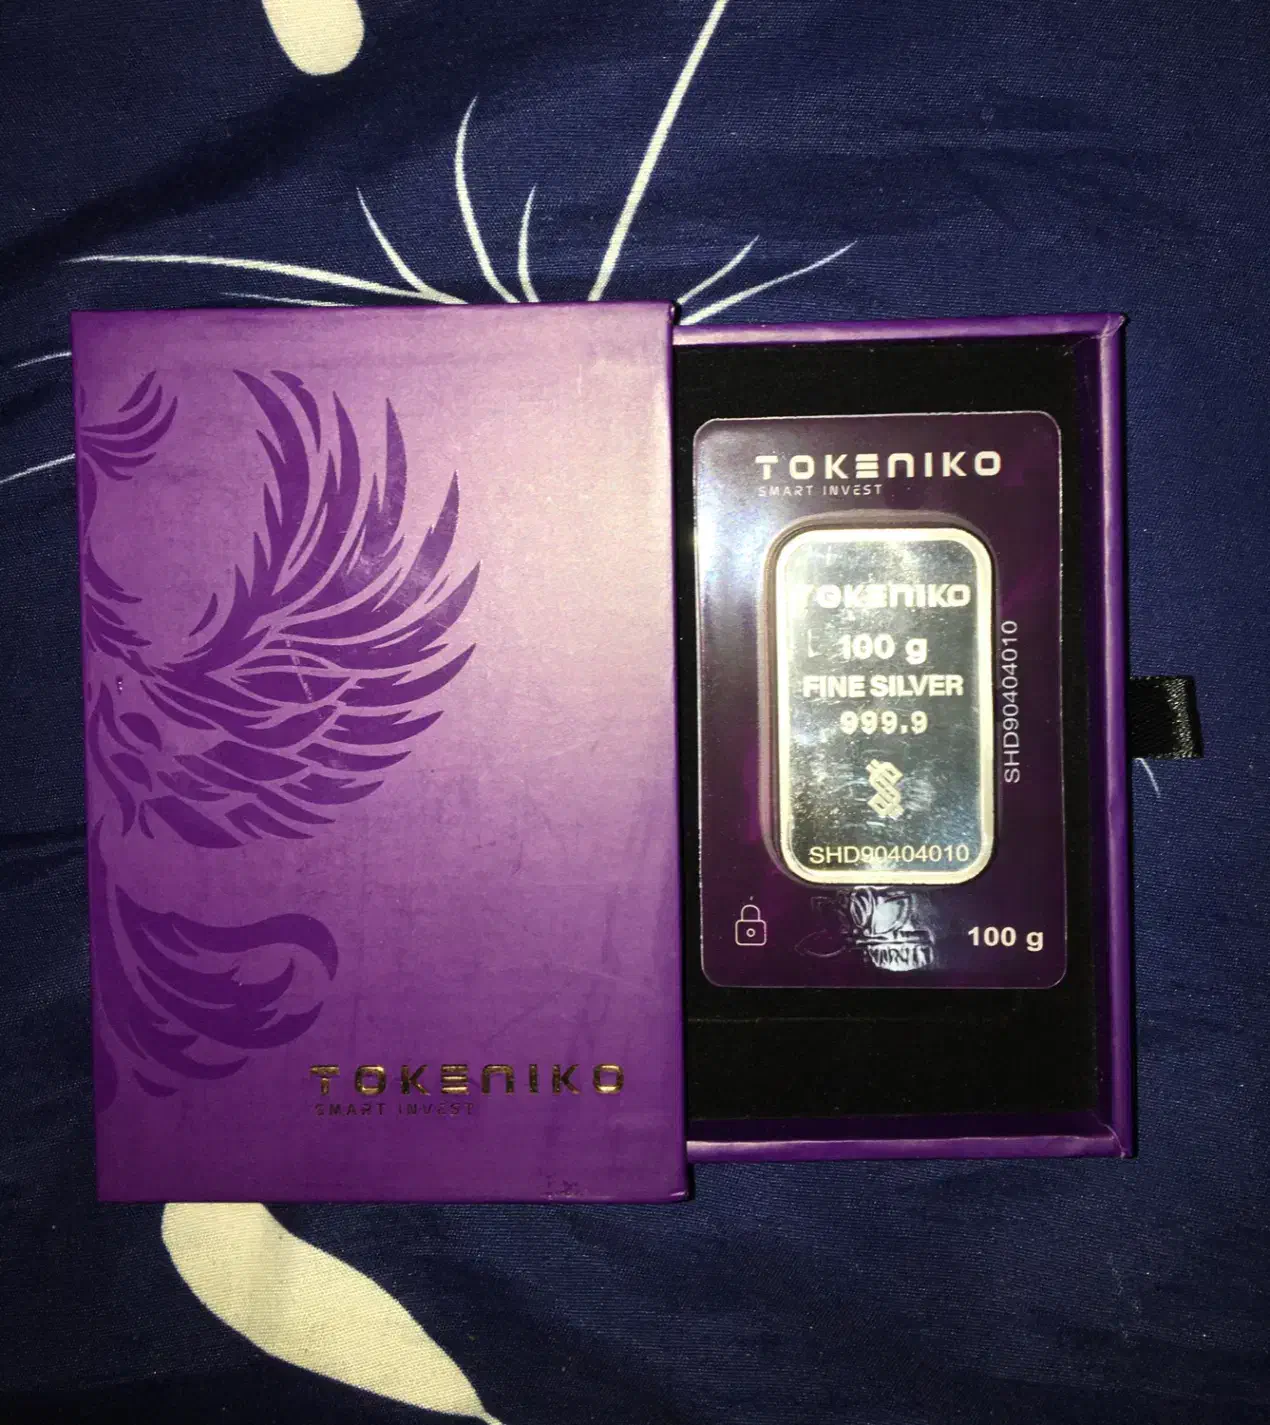 TOKENIKO
SMART INVEST
TOKENIKO
SMART INVEST
TOKENIKO
100 g
FINE SILVER
999.9
SHD90404010
SHD90404010
100 g